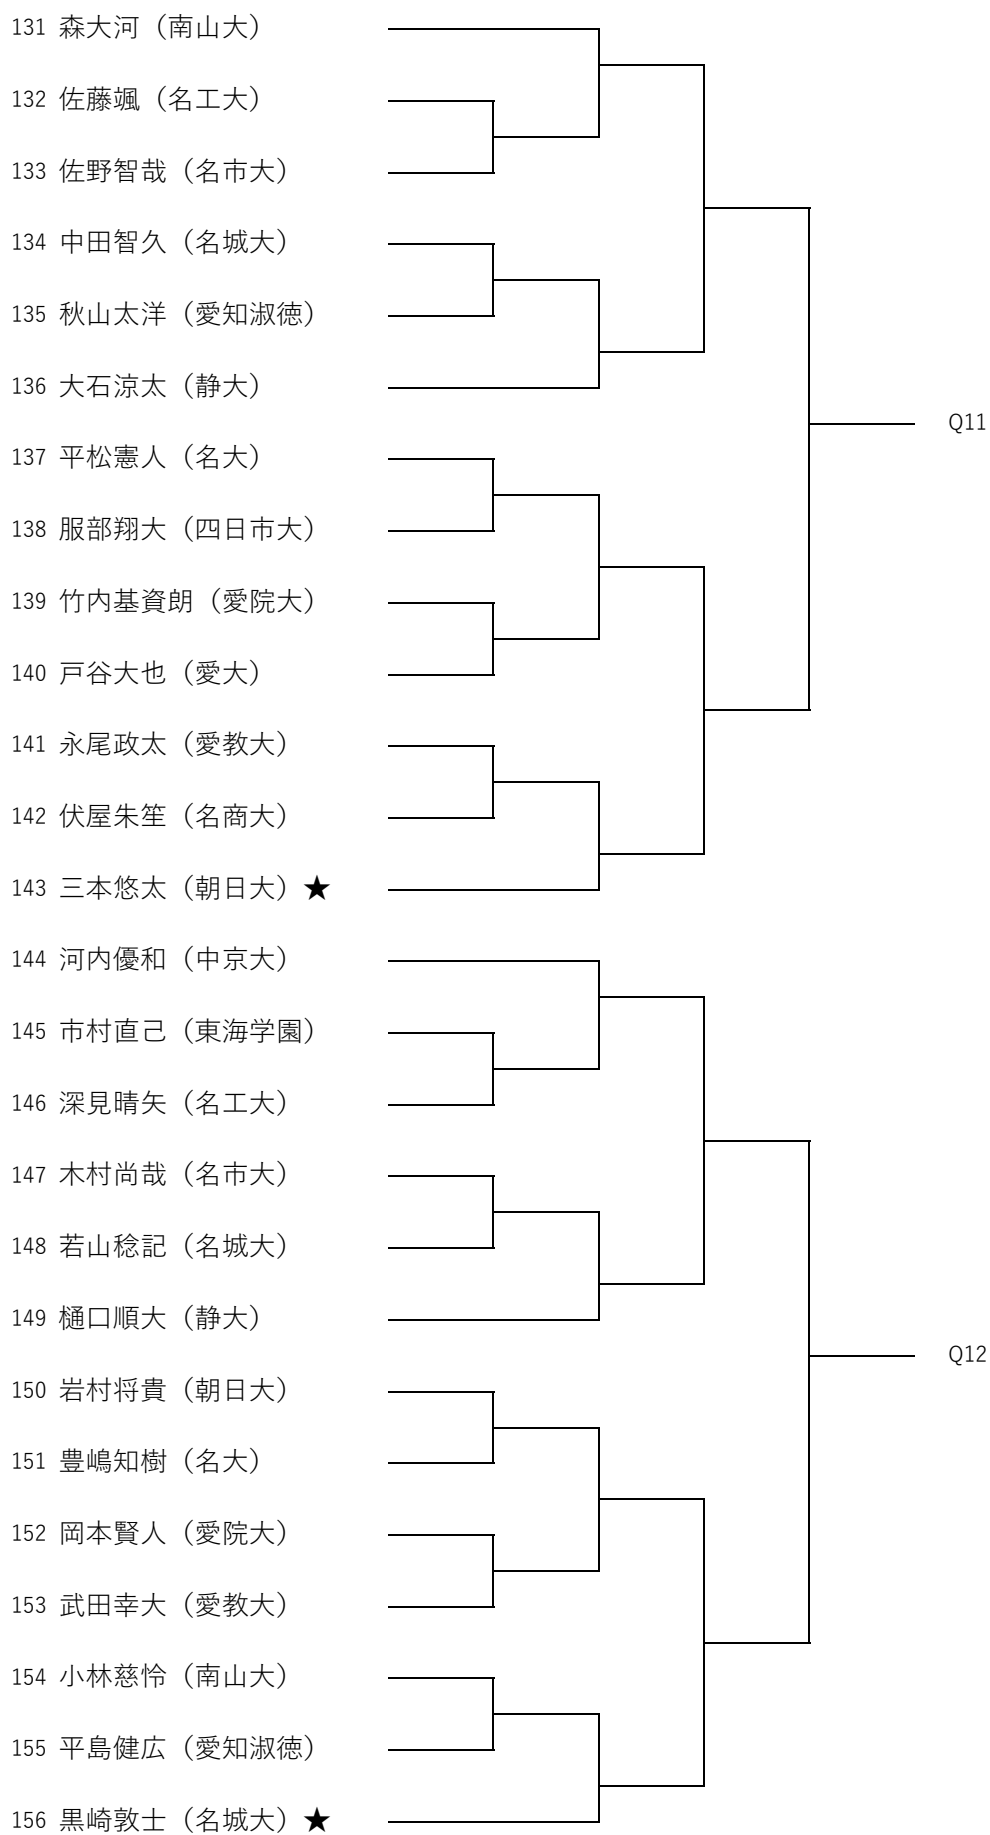 131 森大河（南山大）
132 佐藤颯（名工大）
133 佐野智哉（名市大）
134 中田智久（名城大）
135 秋山太洋（愛知淑徳）
136 大石涼太（静大）
Q11
137 平松憲人（名大）
138 服部翔大（四日市大）
139 竹内基資朗（愛院大）
140 戸谷大也（愛大）
141 永尾政太（愛教大）
142 伏屋朱笙（名商大）
143 三本悠太（朝日大）★
144 河内優和（中京大）
145 市村直己（東海学園）
146 深見晴矢（名工大）
147 木村尚哉（名市大）
148 若山稔記（名城大）
149 樋口順大（静大）
Q12
150 岩村将貴（朝日大）
151 豊嶋知樹（名大）
152 岡本賢人（愛院大）
153 武田幸大（愛教大）
154 小林慈怜（南山大）
155 平島健広（愛知淑徳）
156 黒崎敦士（名城大）★